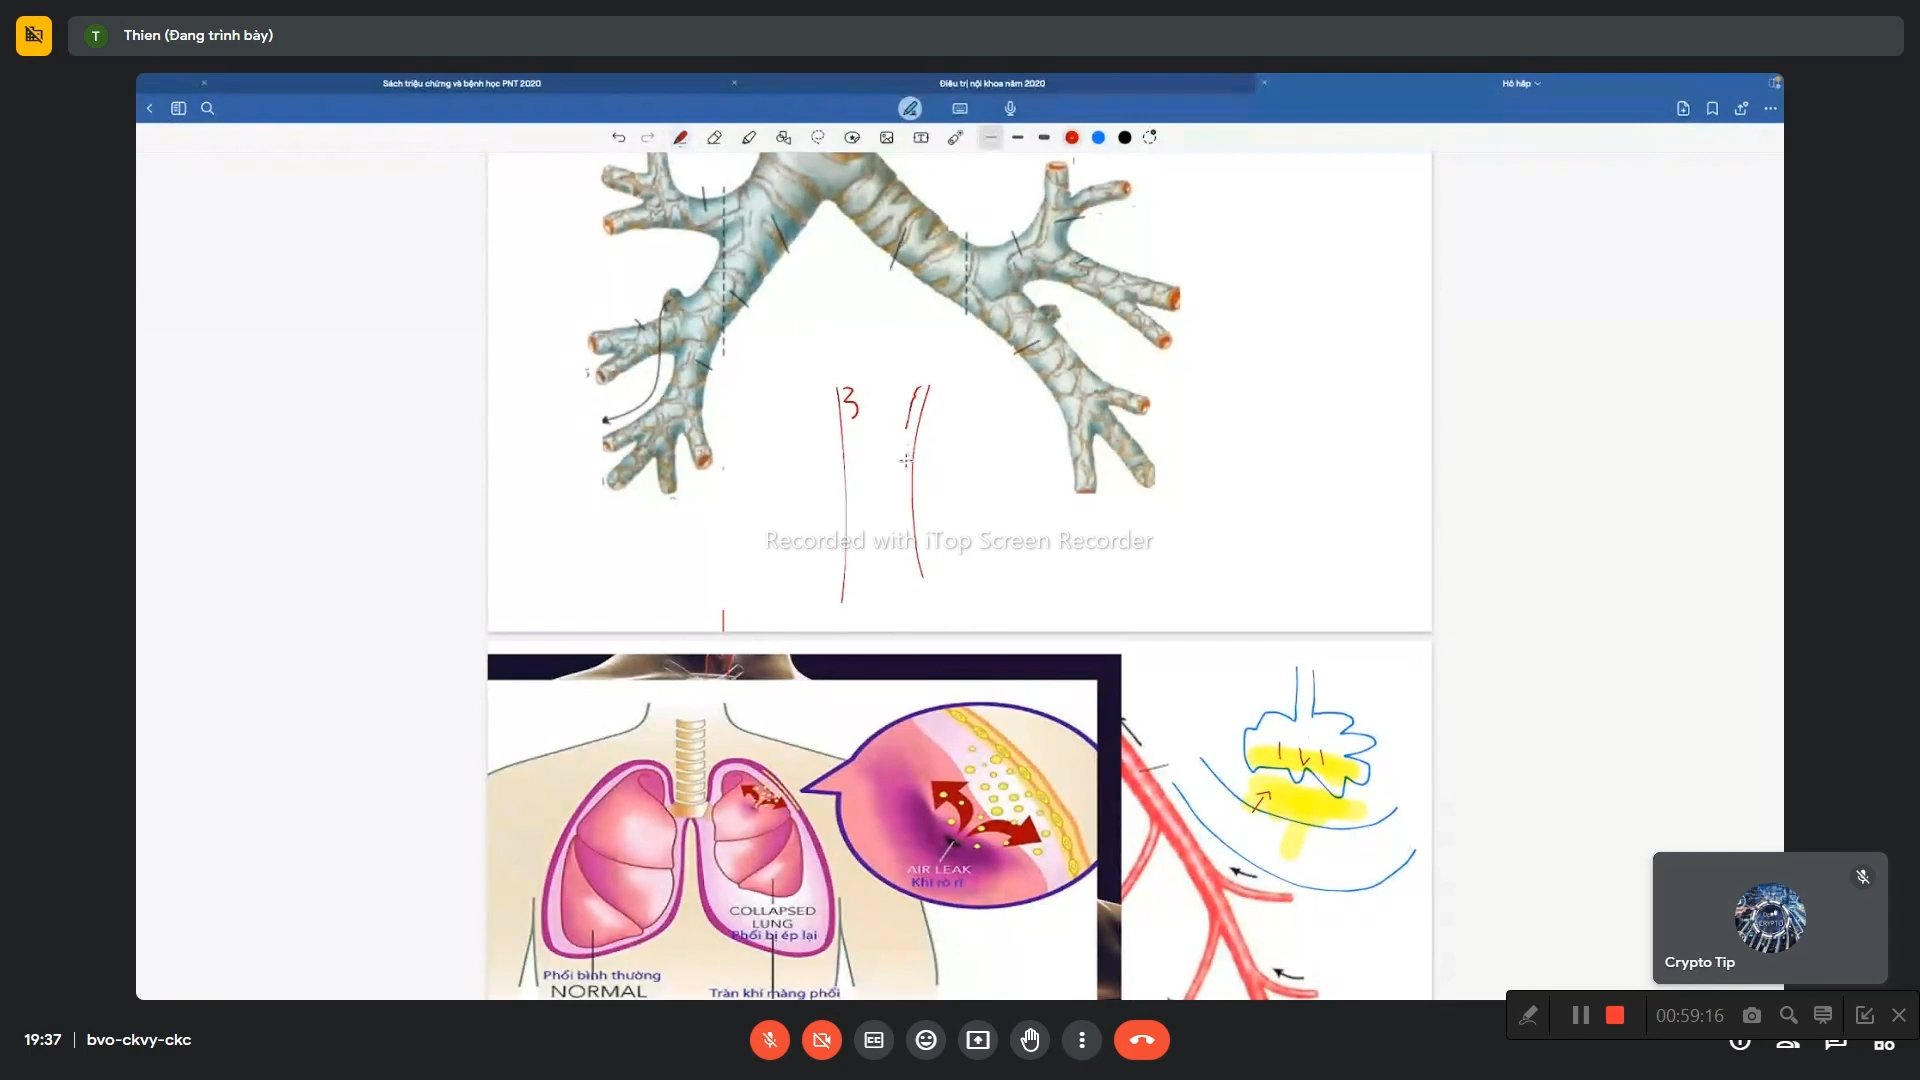 T Thien (Đang trình bày)
Sách triệu chứng và bệnh học PNT 2020
Điều trị nội khoa năm 2020
Hô hấp
3
Recorded with iTop Screen Recorder
AIR LEAK
Khí rò rỉ
COLLAPSED
LUNG
Phổi bị ép lại
Phổi bình thường
NORMAL
Tràn khí màng phổi
CRYPTO
Crypto Tip
00:59:16
19:37 | bvo-ckvy-ckc